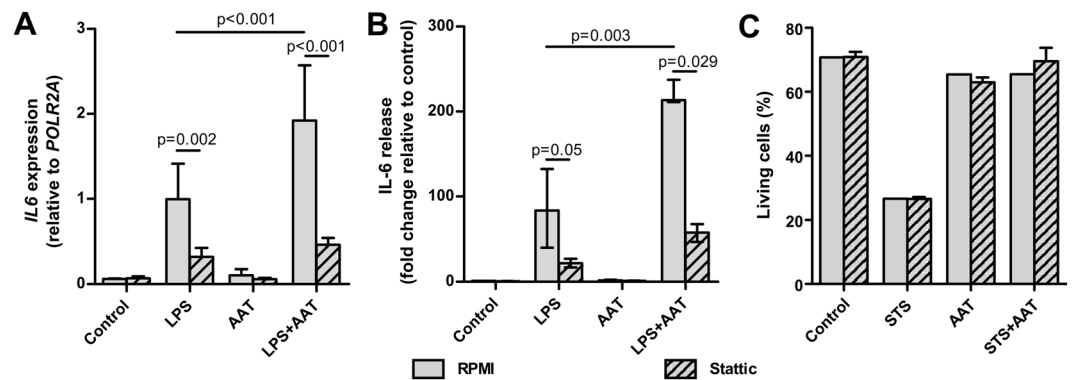 A
IL6 expression
(relative to POLR2A)
3
2
1
0
p<0.001
p<0.001
p=0.002
Control
LPS
AAT
LPS+AAT
B
IL-6 release
(fold change relative to control)
300
200
100
0
p=0.003
p=0.029
p=0.05
Control
LPS
AAT
LPS+AAT
C
Living cells (%)
80
60
40
20
0
Control
STS
AAT
STS+AAT
RPMI
Stattic